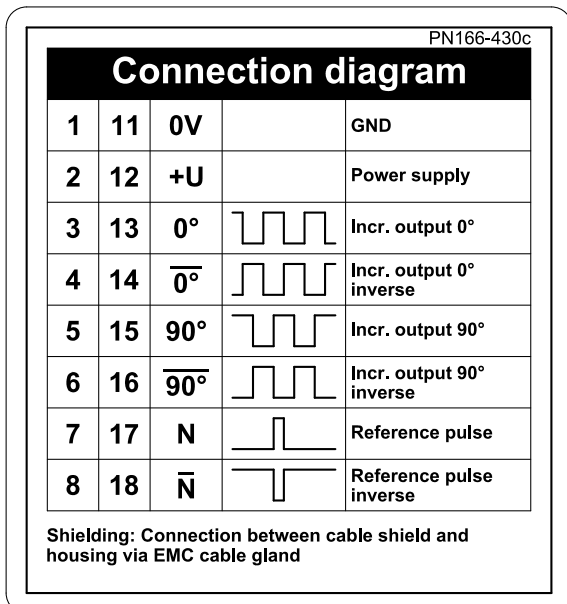 PN166-430c
Connection diagram
1 11 0V GND
2 12 +U Power supply
3 13 0° Incr. output 0°
4 14 0̅° Incr. output 0°
inverse
5 15 90° Incr. output 90°
6 16 9̅0̅° Incr. output 90°
inverse
7 17 N Reference pulse
8 18 N̅ Reference pulse
inverse
Shielding: Connection between cable shield and
housing via EMC cable gland